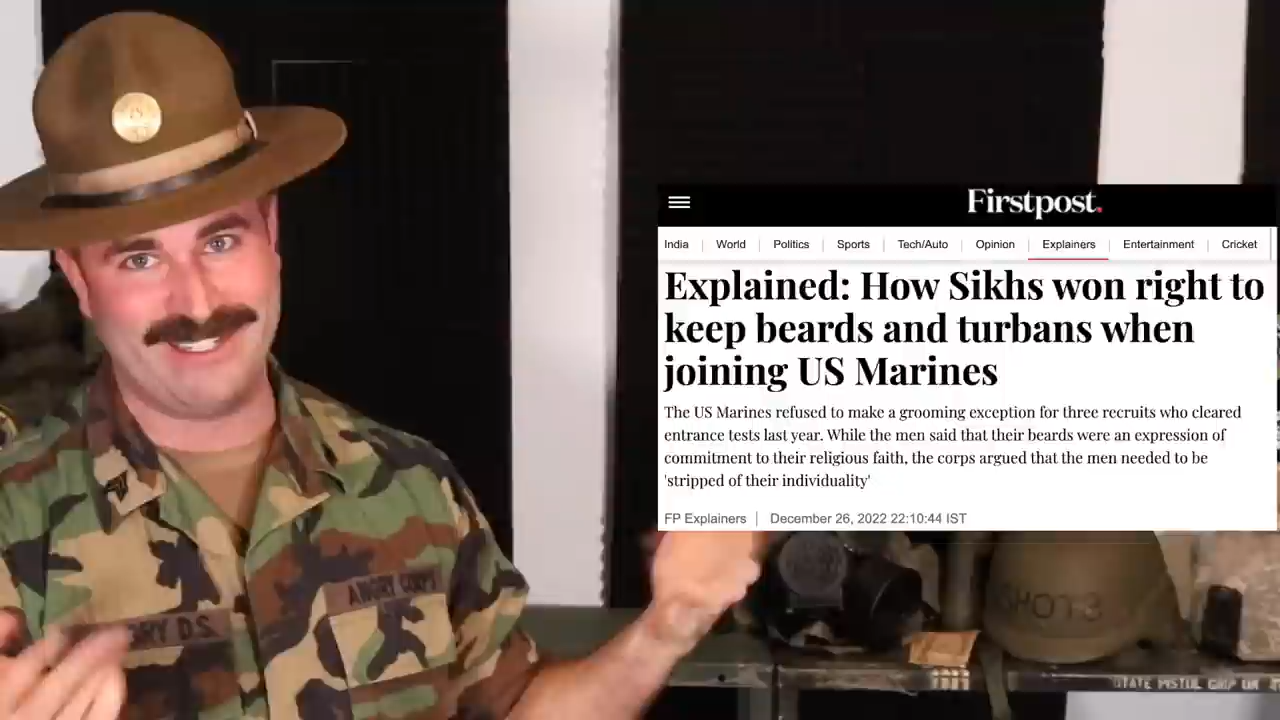 Firstpost.
India
World
Politics
Sports
Tech/Auto
Opinion
Explainers
Entertainment
Cricket
Explained: How Sikhs won right to
keep beards and turbans when
joining US Marines
The US Marines refused to make a grooming exception for three recruits who cleared
entrance tests last year. While the men said that their beards were an expression of
commitment to their religious faith, the corps argued that the men needed to be
'stripped of their individuality'
FP Explainers | December 26, 2022 22:10:44 IST
D.S.
ANGRY CORPS
STATE PISTOL GRIP OR